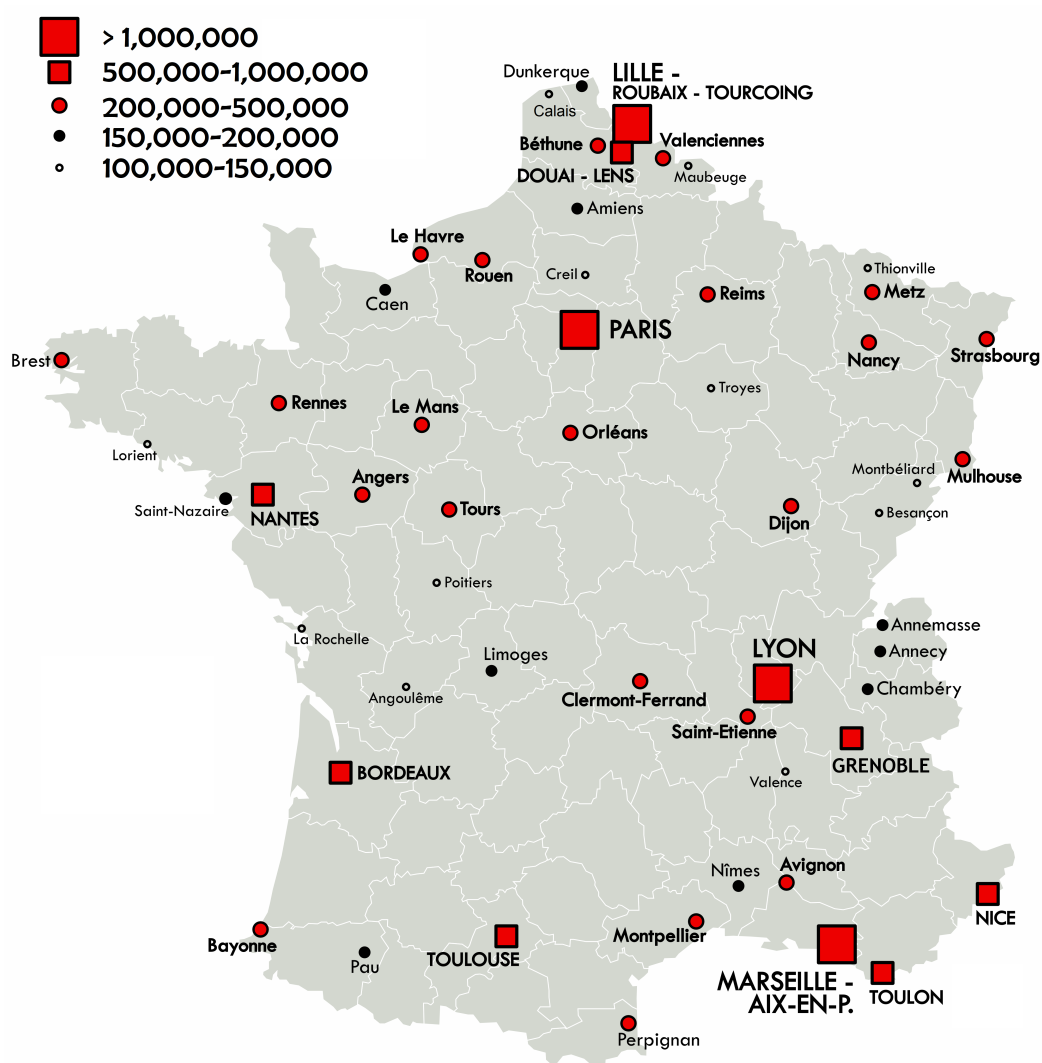 > 1,000,000
500,000-1,000,000
200,000-500,000
150,000-200,000
100,000-150,000
Dunkerque
Calais
LILLE -
ROUBAIX - TOURCOING
Béthune
Valenciennes
DOUAI - LENS
Maubeuge
Amiens
Le Havre
Rouen
Creil
Caen
Reims
Thionville
Metz
PARIS
Nancy
Strasbourg
Brest
Rennes
Le Mans
Troyes
Orléans
Lorient
Angers
Montbéliard
Mulhouse
Saint-Nazaire
NANTES
Tours
Dijon
Besançon
Poitiers
La Rochelle
Limoges
Angoulême
LYON
Annemasse
Annecy
Chambéry
Clermont-Ferrand
Saint-Etienne
GRENOBLE
BORDEAUX
Valence
Nîmes
Avignon
NICE
Bayonne
Pau
TOULOUSE
Montpellier
MARSEILLE -
AIX-EN-P.
TOULON
Perpignan